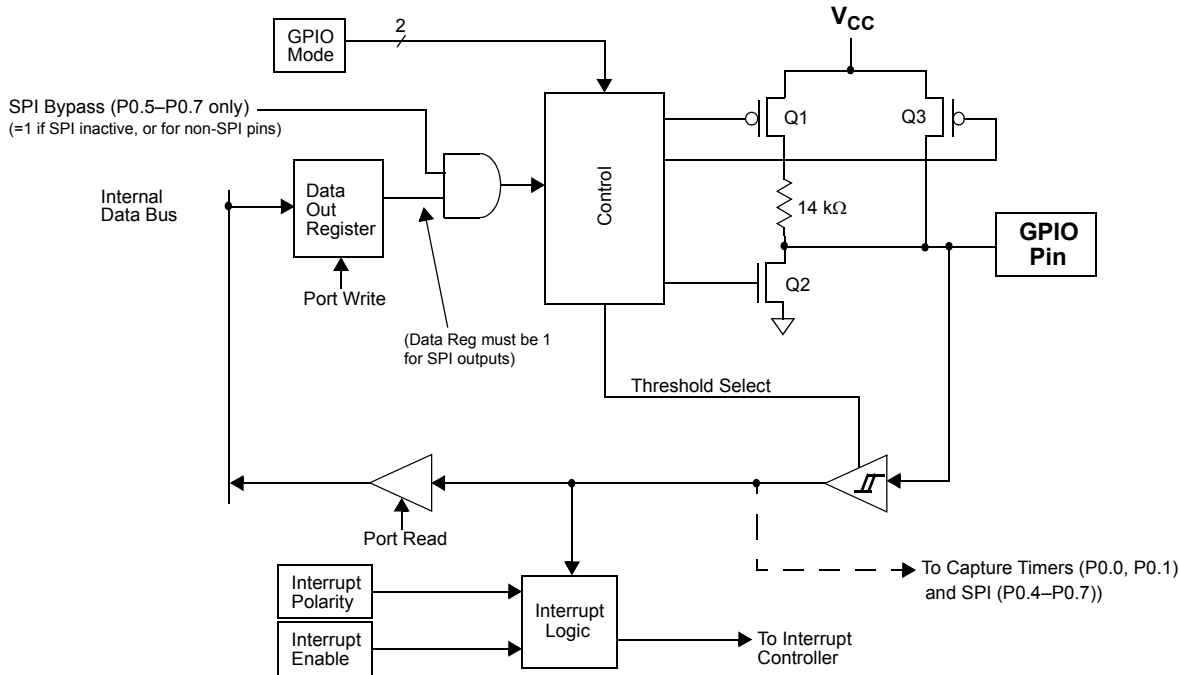 GPIO
Mode
2
VCC
SPI Bypass (P0.5–P0.7 only)
(=1 if SPI inactive, or for non-SPI pins)
Q1
Q3
Internal
Data Bus
Data
Out
Register
Control
14 kΩ
GPIO
Pin
Port Write
Q2
(Data Reg must be 1
for SPI outputs)
Threshold Select
Port Read
To Capture Timers (P0.0, P0.1)
and SPI (P0.4–P0.7))
Interrupt
Polarity
Interrupt
Logic
Interrupt
Enable
To Interrupt
Controller